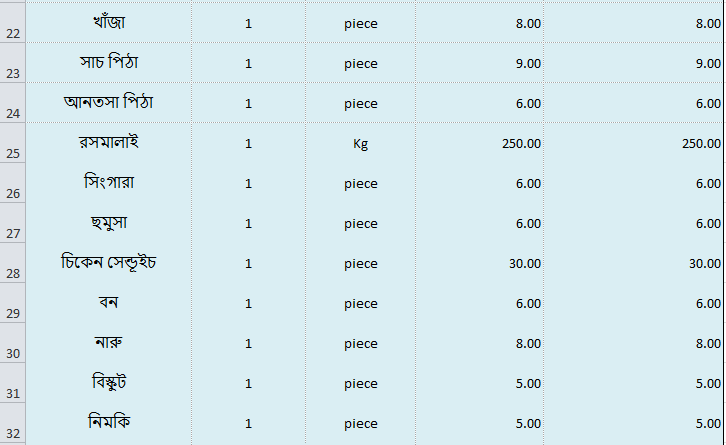 22 খাঁজা 1 piece 8.00 8.00
23 সাচ পিঠা 1 piece 9.00 9.00
24 আনতসা পিঠা 1 piece 6.00 6.00
25 রসমালাই 1 Kg 250.00 250.00
26 সিংগারা 1 piece 6.00 6.00
27 ছমুসা 1 piece 6.00 6.00
28 চিকেন সেন্ডূইচ 1 piece 30.00 30.00
29 বন 1 piece 6.00 6.00
30 নারু 1 piece 8.00 8.00
31 বিস্কুট 1 piece 5.00 5.00
32 নিমকি 1 piece 5.00 5.00